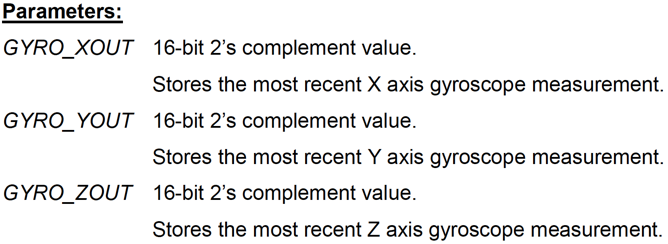 Parameters:
GYRO_XOUT 16-bit 2’s complement value.
Stores the most recent X axis gyroscope measurement.
GYRO_YOUT 16-bit 2’s complement value.
Stores the most recent Y axis gyroscope measurement.
GYRO_ZOUT 16-bit 2’s complement value.
Stores the most recent Z axis gyroscope measurement.